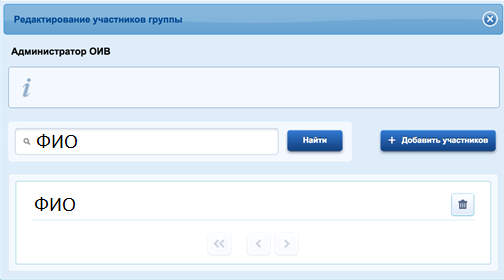 Редактирование участников группы
Администратор ОИВ
i
ФИО
Найти
+ Добавить участников
ФИО